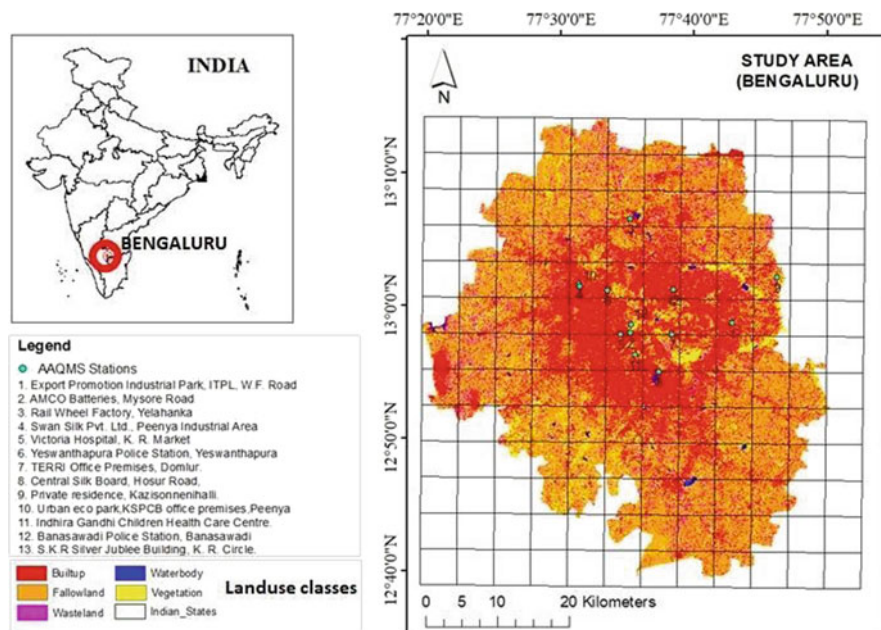 77°20'0"E 77°30'0"E 77°40'0"E 77°50'0"E
INDIA
BENGALURU
STUDY AREA
(BENGALURU)
N
13°10'0"N
13°0'0"N
12°50'0"N
12°40'0"N
Legend
AAQMS Stations
1. Export Promotion Industrial Park, ITPL, W.F. Road
2. AMCO Batteries, Mysore Road
3. Rail Wheel Factory, Yelahanka
4. Swan Silk Pvt. Ltd., Peenya Industrial Area
5. Victoria Hospital, K. R. Market
6. Yeswanthapura Police Station, Yeswanthapura
7. TERRI Office Premises, Domlur.
8. Central Silk Board, Hosur Road,
9. Private residence, Kazisonnenihalli.
10. Urban eco park,KSPCB office premises,Peenya
11. Indhira Gandhi Children Health Care Centre.
12. Banasawadi Police Station, Banasawadi
13. S.K.R Silver Jublee Building, K. R. Circle.
Builtup Waterbody
Fallowland Vegetation
Wasteland Indian_States
Landuse classes
0 5 10 20 Kilometers